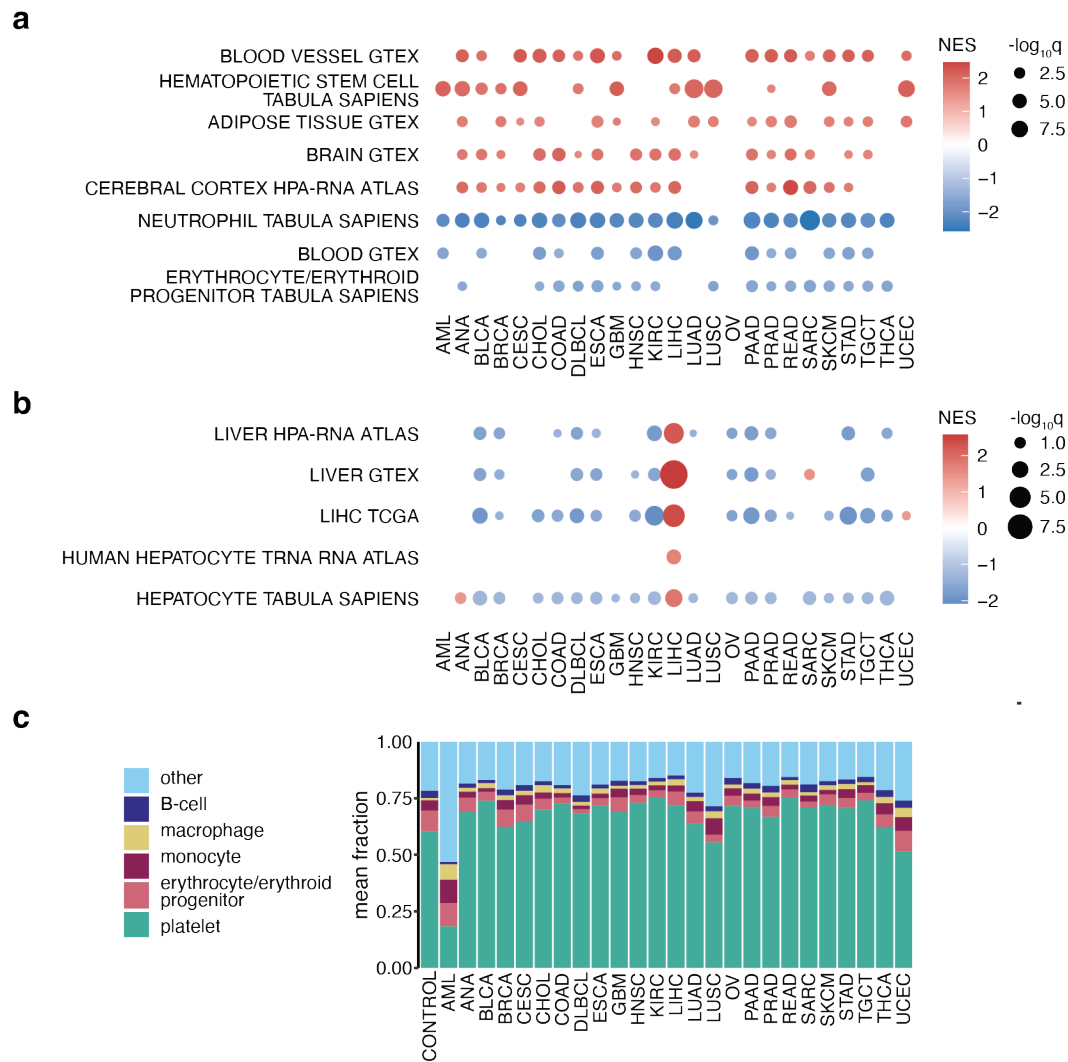 a
BLOOD VESSEL GTEX
HEMATOPOIETIC STEM CELL
TABULA SAPIENS
ADIPOSE TISSUE GTEX
BRAIN GTEX
CEREBRAL CORTEX HPA-RNA ATLAS
NEUTROPHIL TABULA SAPIENS
BLOOD GTEX
ERYTHROCYTE/ERYTHROID
PROGENITOR TABULA SAPIENS
AML ANA BLCA BRCA CESC CHOL COAD DLBCL ESCA GBM HNSC KIRC LIHC LUAD LUSC OV PAAD PRAD READ SARC SKCM STAD TGCT THCA UCEC
NES
2
1
0
−1
−2
-log10q
2.5
5.0
7.5
b
LIVER HPA-RNA ATLAS
LIVER GTEX
LIHC TCGA
HUMAN HEPATOCYTE TRNA RNA ATLAS
HEPATOCYTE TABULA SAPIENS
AML ANA BLCA BRCA CESC CHOL COAD DLBCL ESCA GBM HNSC KIRC LIHC LUAD LUSC OV PAAD PRAD READ SARC SKCM STAD TGCT THCA UCEC
NES
2
1
0
−1
−2
-log10q
1.0
2.5
5.0
7.5
c
other
B-cell
macrophage
monocyte
erythrocyte/erythroid
progenitor
platelet
mean fraction
1.00
0.75
0.50
0.25
0.00
CONTROL AML ANA BLCA BRCA CESC CHOL COAD DLBCL ESCA GBM HNSC KIRC LIHC LUAD LUSC OV PAAD PRAD READ SARC SKCM STAD TGCT THCA UCEC